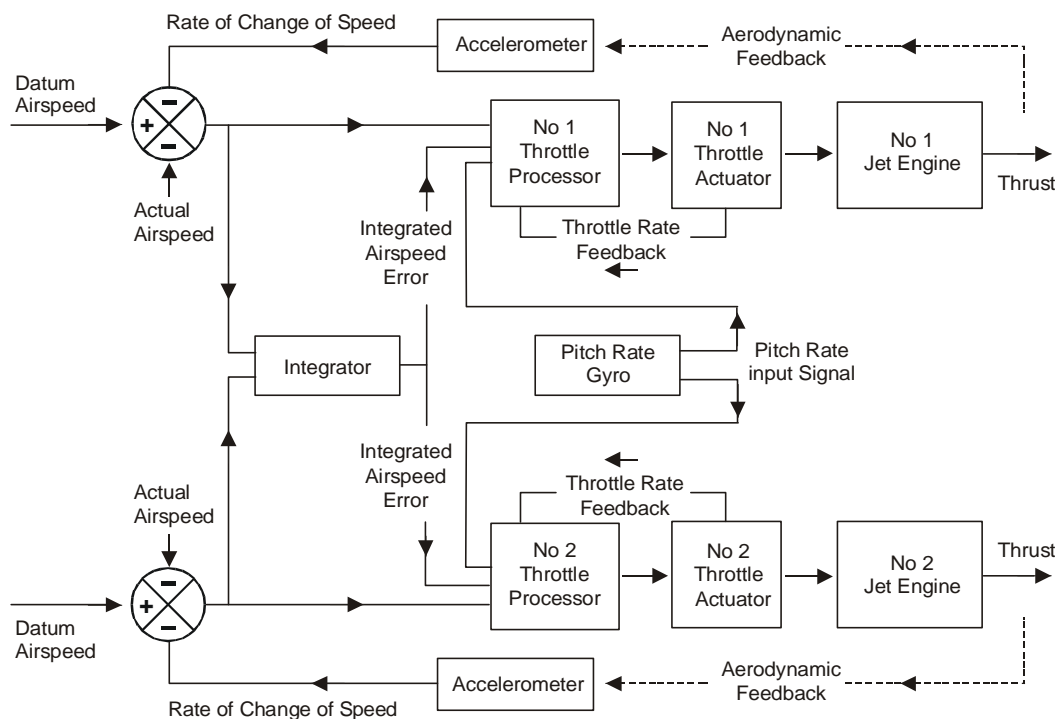 Rate of Change of Speed
Accelerometer
Aerodynamic
Feedback
Datum
Airspeed
+
−
−
Actual
Airspeed
No 1
Throttle
Processor
No 1
Throttle
Actuator
No 1
Jet Engine
Thrust
Integrated
Airspeed
Error
Throttle Rate
Feedback
Integrator
Pitch Rate
Gyro
Pitch Rate
input Signal
Integrated
Airspeed
Error
Throttle Rate
Feedback
Actual
Airspeed
+
−
−
Datum
Airspeed
No 2
Throttle
Processor
No 2
Throttle
Actuator
No 2
Jet Engine
Thrust
Rate of Change of Speed
Accelerometer
Aerodynamic
Feedback